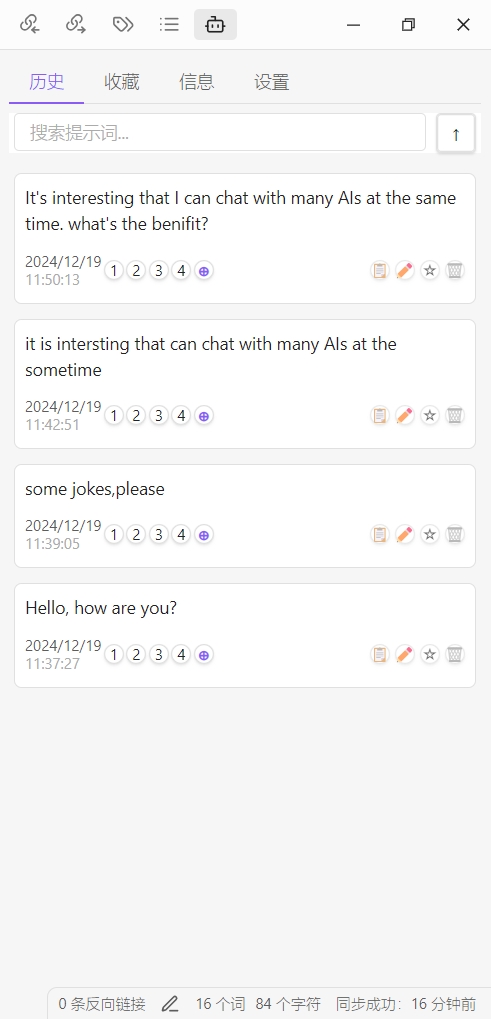 历史 收藏 信息 设置
搜索提示词... ↑
It's interesting that I can chat with many AIs at the same
time. what's the benifit?
2024/12/19 1 2 3 4
11:50:13
it is intersting that can chat with many AIs at the
sometime
2024/12/19 1 2 3 4
11:42:51
some jokes,please
2024/12/19 1 2 3 4
11:39:05
Hello, how are you?
2024/12/19 1 2 3 4
11:37:27
0 条反向链接 16 个词 84 个字符 同步成功：16 分钟前